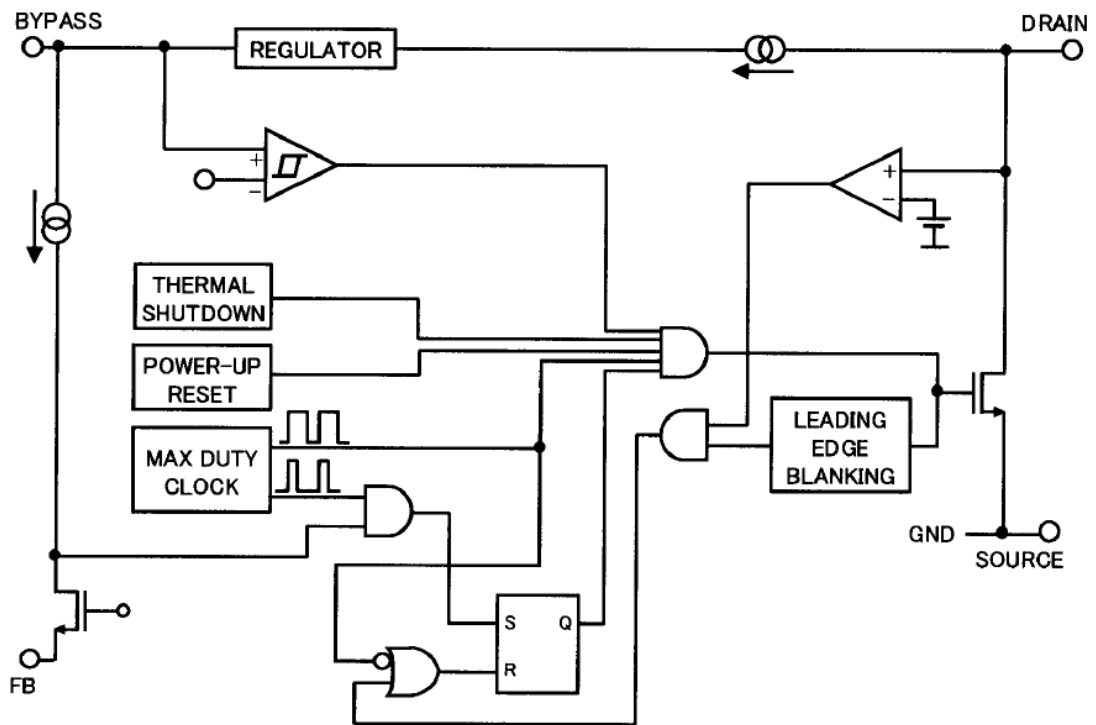 BYPASS
DRAIN
REGULATOR
+
−
+
−
THERMAL
SHUTDOWN
POWER-UP
RESET
MAX DUTY
CLOCK
LEADING
EDGE
BLANKING
GND
SOURCE
S
Q
R
FB